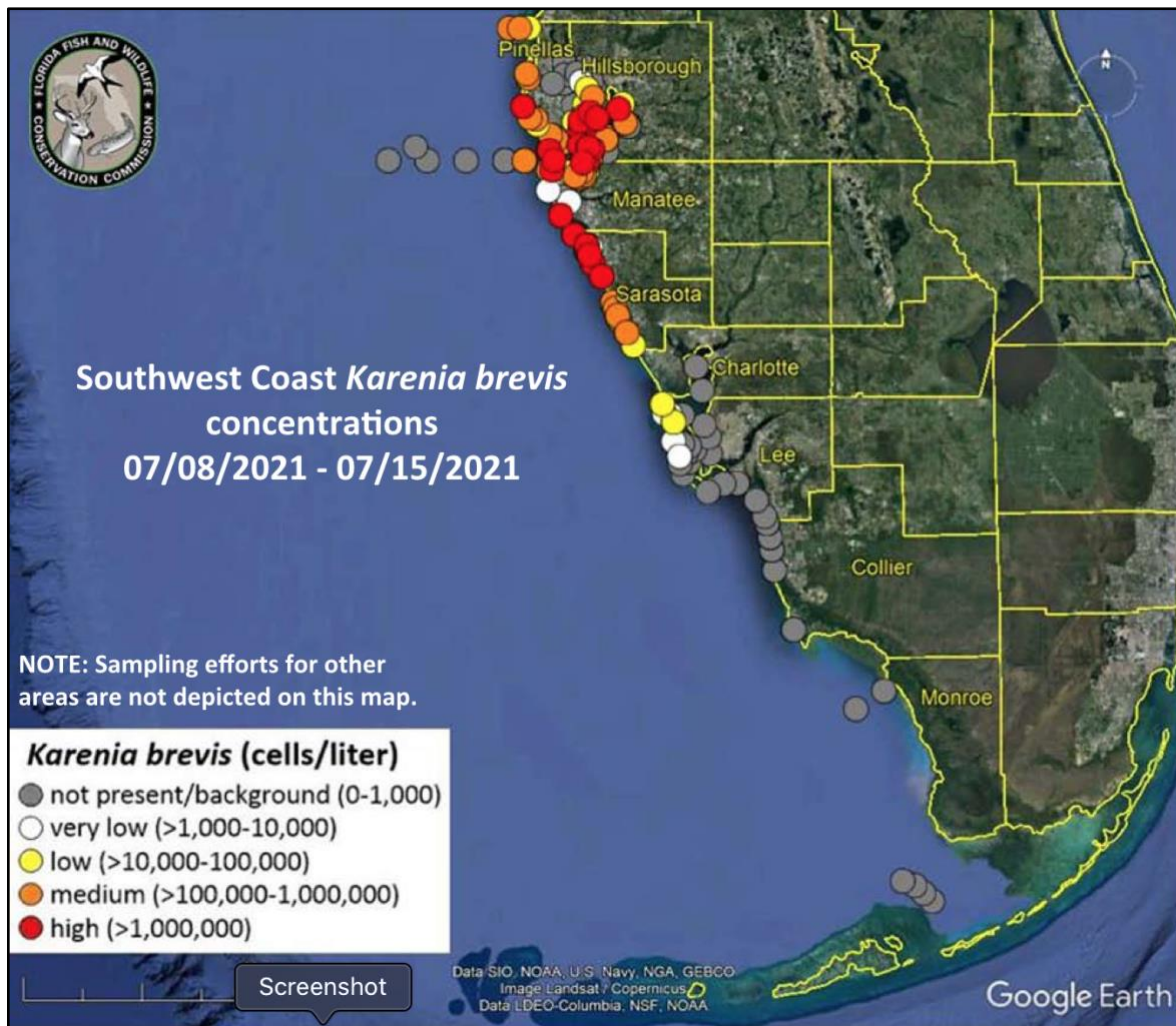 FLORIDA FISH AND WILDLIFE
CONSERVATION COMMISSION
N
Pinellas
Hillsborough
Manatee
Sarasota
Charlotte
Lee
Collier
Monroe
Southwest Coast Karenia brevis
concentrations
07/08/2021 - 07/15/2021
NOTE: Sampling efforts for other
areas are not depicted on this map.
Karenia brevis (cells/liter)
not present/background (0-1,000)
very low (>1,000-10,000)
low (>10,000-100,000)
medium (>100,000-1,000,000)
high (>1,000,000)
Screenshot
Data SIO, NOAA, U.S. Navy, NGA, GEBCO
Image Landsat / Copernicus
Data LDEO-Columbia, NSF, NOAA
Google Earth